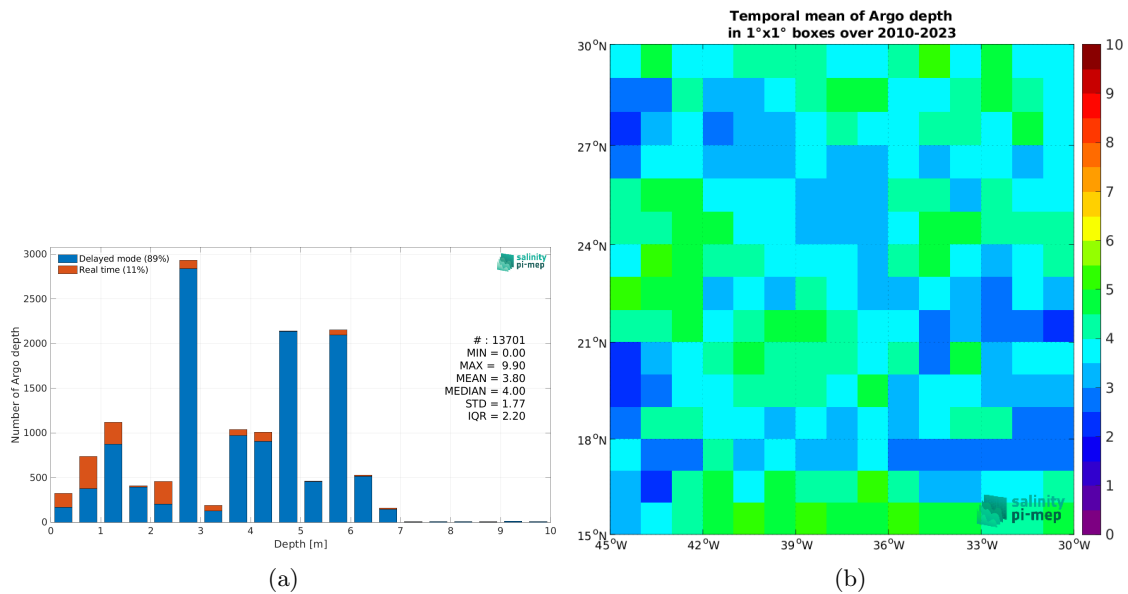 3000
2500
2000
1500
1000
500
0
Number of Argo depth
Delayed mode (89%)
Real time (11%)
salinity
pi-mep
# : 13701
MIN = 0.00
MAX = 9.90
MEAN = 3.80
MEDIAN = 4.00
STD = 1.77
IQR = 2.20
0 1 2 3 4 5 6 7 8 9 10
Depth [m]
(a)
Temporal mean of Argo depth
in 1°x1° boxes over 2010-2023
30°N
27°N
24°N
21°N
18°N
15°N
45°W 42°W 39°W 36°W 33°W 30°W
salinity
pi-mep
10
9
8
7
6
5
4
3
2
1
0
(b)